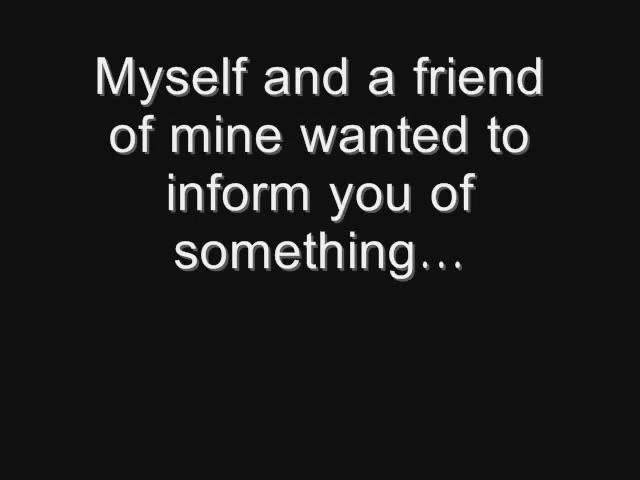 Myself and a friend
of mine wanted to
inform you of
something…